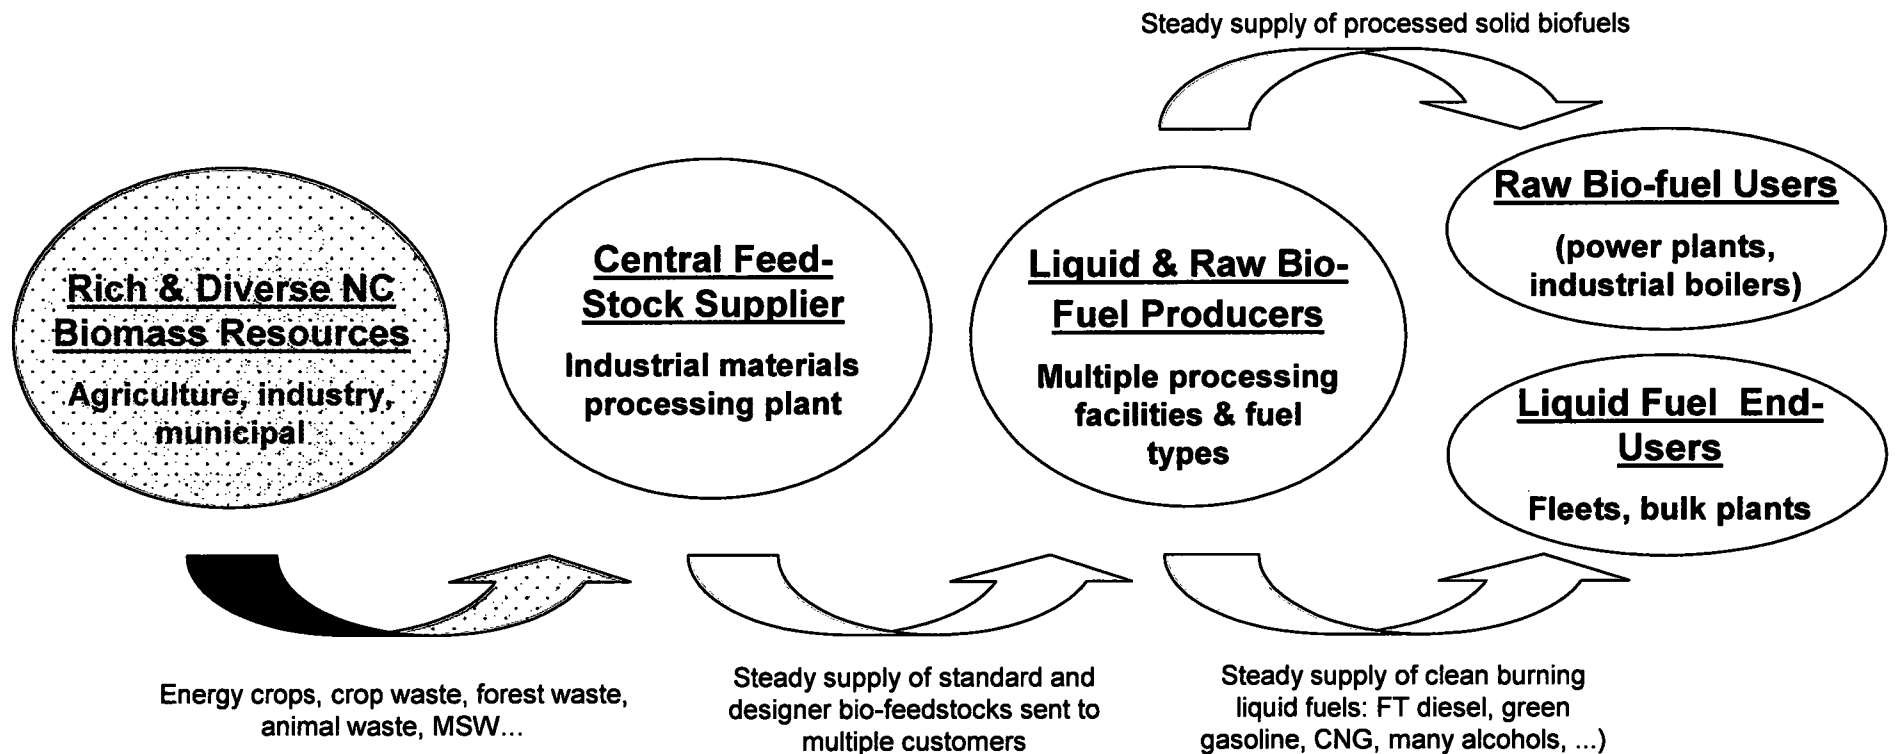 Steady supply of processed solid biofuels
Rich & Diverse NC
Biomass Resources
Agriculture, industry,
municipal
Central Feed-
Stock Supplier
Industrial materials
processing plant
Liquid & Raw Bio-
Fuel Producers
Multiple processing
facilities & fuel
types
Raw Bio-fuel Users
(power plants,
industrial boilers)
Liquid Fuel End-
Users
Fleets, bulk plants
Energy crops, crop waste, forest waste,
animal waste, MSW...
Steady supply of standard and
designer bio-feedstocks sent to
multiple customers
Steady supply of clean burning
liquid fuels: FT diesel, green
gasoline, CNG, many alcohols, ...)